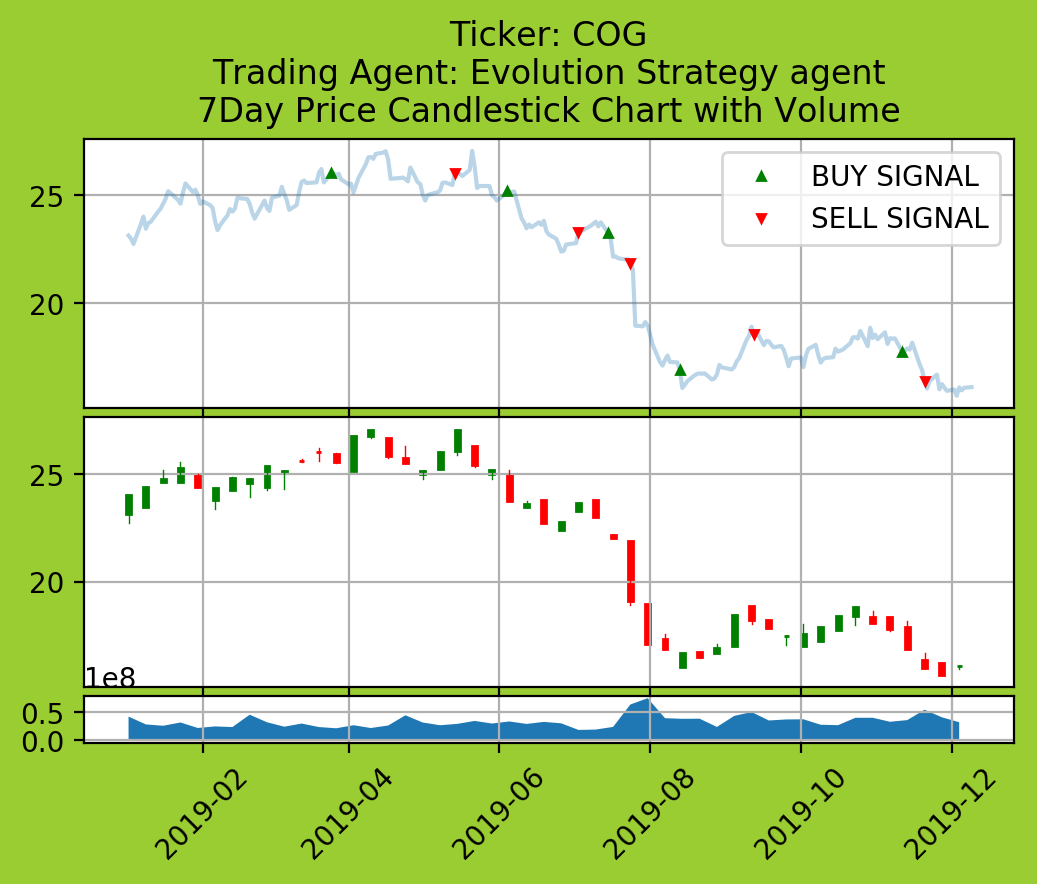 Ticker: COG
Trading Agent: Evolution Strategy agent
7Day Price Candlestick Chart with Volume
BUY SIGNAL
SELL SIGNAL
25
20
25
20
1e8
0.5
0.0
2019-02
2019-04
2019-06
2019-08
2019-10
2019-12